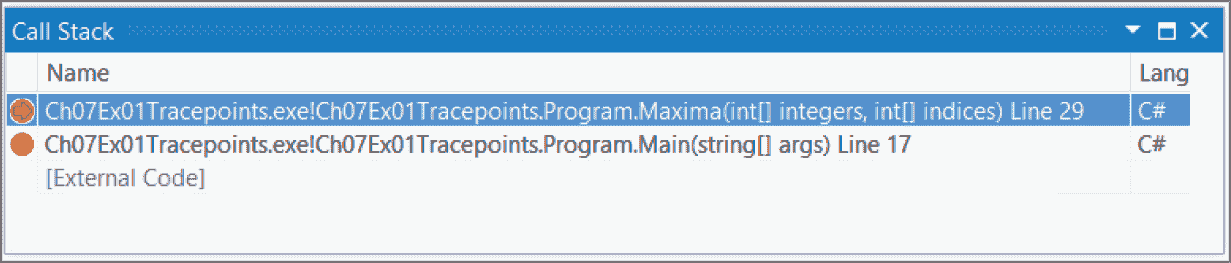 Call Stack
Name Lang
Ch07Ex01Tracepoints.exe!Ch07Ex01Tracepoints.Program.Maxima(int[] integers, int[] indices) Line 29 C#
Ch07Ex01Tracepoints.exe!Ch07Ex01Tracepoints.Program.Main(string[] args) Line 17 C#
[External Code]